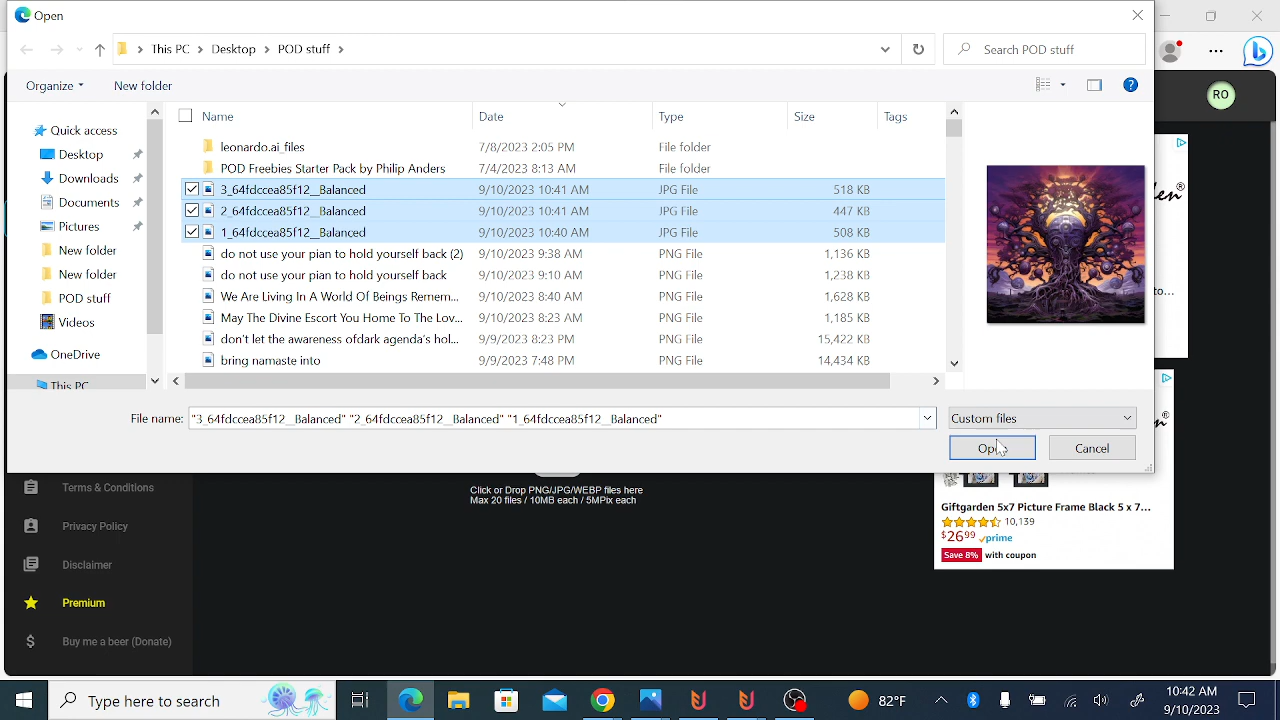 Open
This PC > Desktop > POD stuff >
Search POD stuff
Organize
New folder
RO
Name Date Type Size Tags
Quick access
Desktop
Downloads
Documents
Pictures
New folder
New folder
POD stuff
Videos
OneDrive
This PC
leonardo.ai_files 7/8/2023 2:05 PM File folder
POD Freebies Starter Pack by Philip Anders 7/4/2023 8:13 AM File folder
3_64fdccea85f12__Balanced 9/10/2023 10:41 AM JPG File 518 KB
2_64fdccea85f12__Balanced 9/10/2023 10:41 AM JPG File 447 KB
1_64fdccea85f12__Balanced 9/10/2023 10:40 AM JPG File 508 KB
do not use your pian to hold yourself back (2) 9/10/2023 9:38 AM PNG File 1,136 KB
do not use your pian to hold yourself back 9/10/2023 9:10 AM PNG File 1,238 KB
We Are Living In A World Of Beings Remem... 9/10/2023 8:40 AM PNG File 1,628 KB
May The Divine Escort You Home To The Lov... 9/10/2023 8:23 AM PNG File 1,185 KB
don't let the awareness ofdark agenda's hol... 9/9/2023 8:23 PM PNG File 15,422 KB
bring namaste into 9/9/2023 7:48 PM PNG File 14,434 KB
File name: "3_64fdccea85f12__Balanced" "2_64fdccea85f12__Balanced" "1_64fdccea85f12__Balanced"
Custom files
Open
Cancel
Terms & Conditions
Privacy Policy
Disclaimer
Premium
Buy me a beer (Donate)
Click or Drop PNG/JPG/WEBP files here
Max 20 files / 10MB each / 5MPix each
Giftgarden 5x7 Picture Frame Black 5 x 7...
10,139
$26.99 prime
Save 8% with coupon
Type here to search
82°F
10:42 AM
9/10/2023